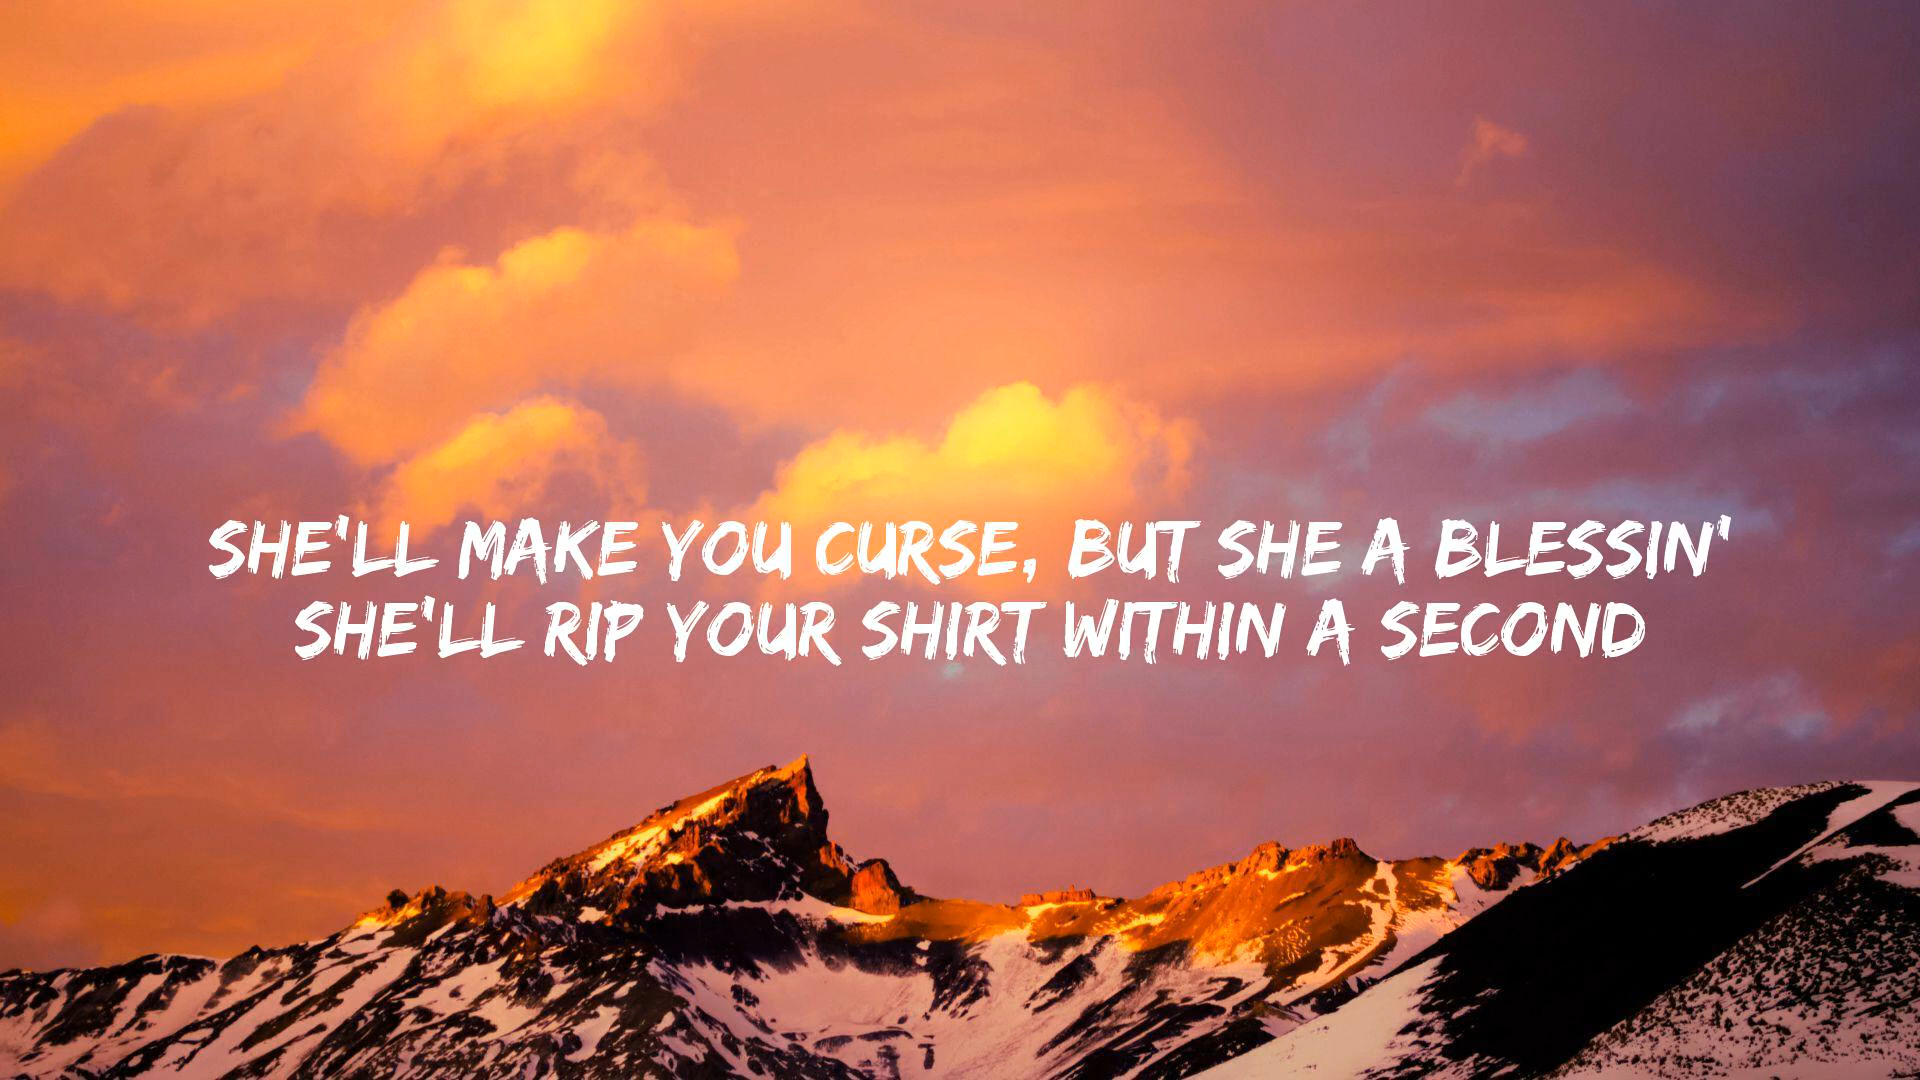 SHE'LL MAKE YOU CURSE, BUT SHE A BLESSIN'
SHE'LL RIP YOUR SHIRT WITHIN A SECOND